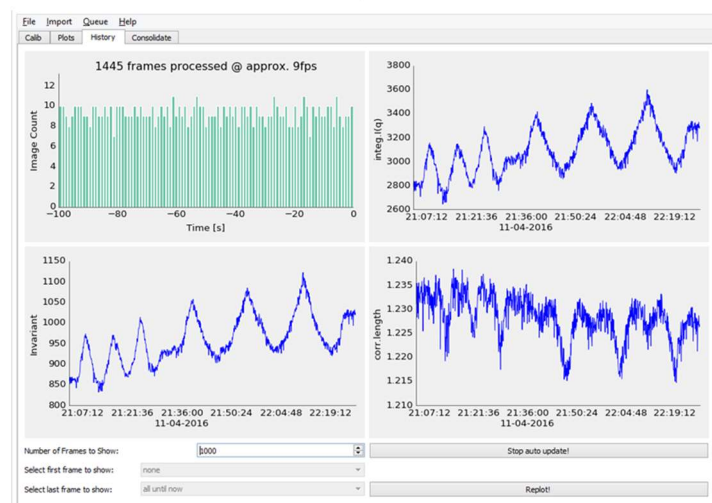 File Import Queue Help
Calib Plots History Consolidate
1445 frames processed @ approx. 9fps
Image Count
12
10
8
6
4
2
0
−100 −80 −60 −40 −20 0
Time [s]
integ.I(q)
3800
3600
3400
3200
3000
2800
2600
21:07:12 21:21:36 21:36:00 21:50:24 22:04:48 22:19:12
11-04-2016
Invariant
1150
1100
1050
1000
950
900
850
800
21:07:12 21:21:36 21:36:00 21:50:24 22:04:48 22:19:12
11-04-2016
corr.length
1.240
1.235
1.230
1.225
1.220
1.215
1.210
21:07:12 21:21:36 21:36:00 21:50:24 22:04:48 22:19:12
11-04-2016
Number of Frames to Show: 1000 Stop auto update!
Select first frame to show: none
Select last frame to show: all until now Replot!